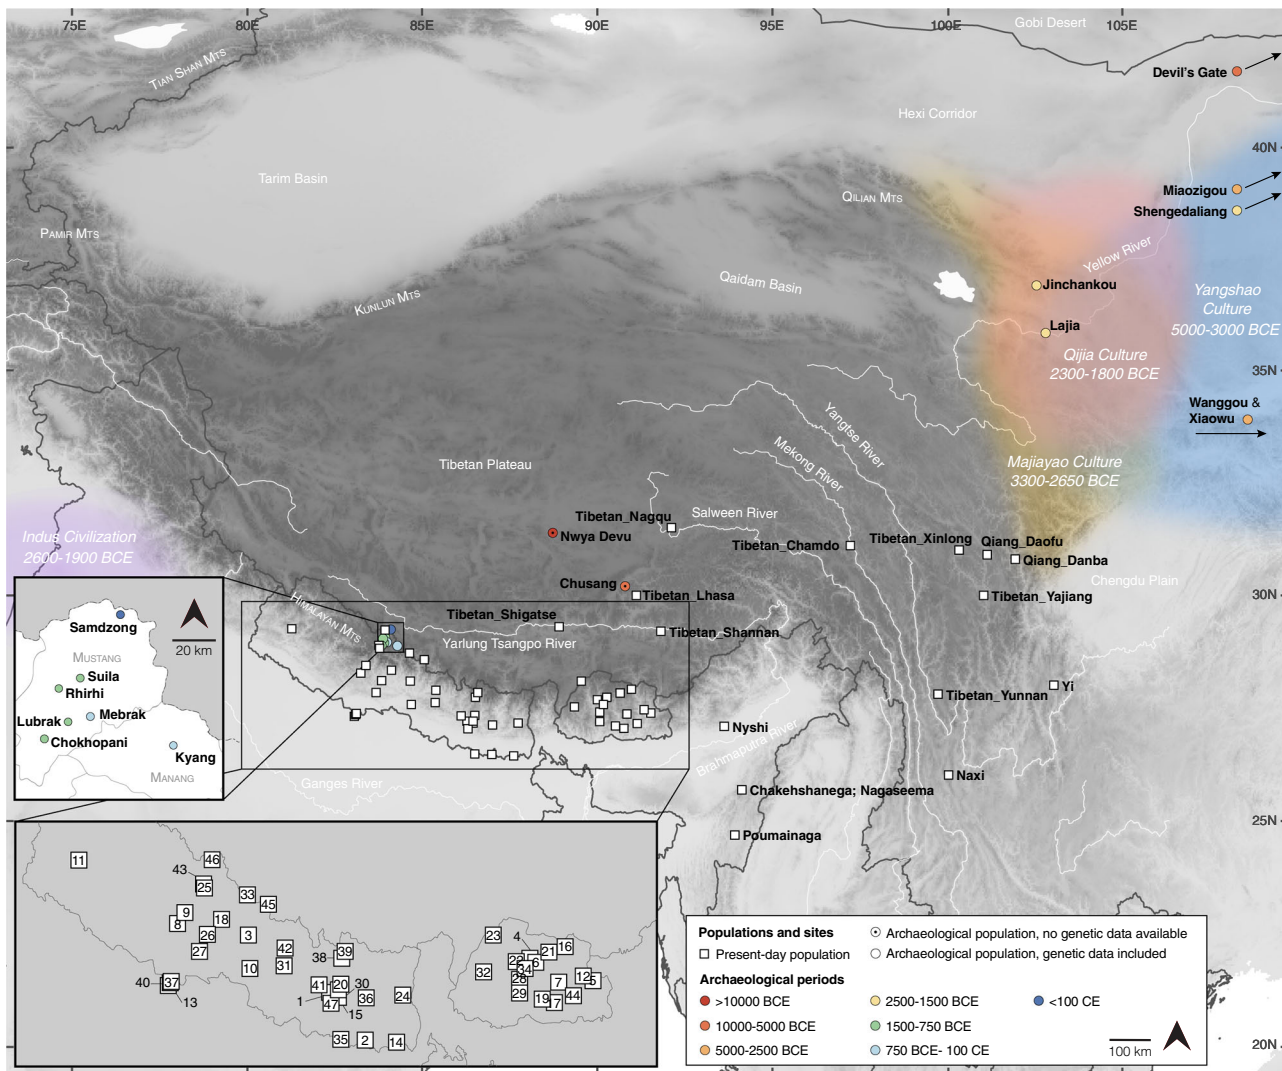 75E
80E
85E
90E
95E
100E
105E
Gobi Desert
TIAN SHAN MTS
Devil's Gate
Hexi Corridor
40N
Tarim Basin
QILIAN MTS
Miaozigou
Shengedaliang
PAMIR MTS
Yellow River
KUNLUN MTS
Qaidam Basin
Jinchankou
Yangshao
Culture
5000-3000 BCE
Lajia
Qijia Culture
2300-1800 BCE
35N
Wanggou &
Xiaowu
Yangtse River
Mekong River
Tibetan Plateau
Majiayao Culture
3300-2650 BCE
Tibetan_Nagqu
Salween River
Nwya Devu
Indus Civilization
2600-1900 BCE
Tibetan_Chamdo
Tibetan_Xinlong
Qiang_Daofu
Qiang_Danba
Chusang
Chengdu Plain
Tibetan_Lhasa
Tibetan_Yajiang
30N
HIMALAYAN MTS
Tibetan_Shigatse
Tibetan_Shannan
Yarlung Tsangpo River
Samdzong
20 km
MUSTANG
Suila
Rhirhi
Lubrak
Mebrak
Chokhopani
Kyang
MANANG
Tibetan_Yunnan
Yi
Nyshi
Brahmaputra River
Ganges River
Naxi
Chakehshanega; Nagaseema
25N
Poumainaga
11
46
43
25
33
45
9
8
18
26
3
27
42
39
38
10
31
40
37
13
41
20
30
1
47
15
36
24
35
2
14
23
4
16
21
22
6
32
34
28
7
12
5
29
19
17
44
Populations and sites
Present-day population
Archaeological population, no genetic data available
Archaeological population, genetic data included
Archaeological periods
>10000 BCE
10000-5000 BCE
5000-2500 BCE
2500-1500 BCE
1500-750 BCE
750 BCE- 100 CE
<100 CE
100 km
20N